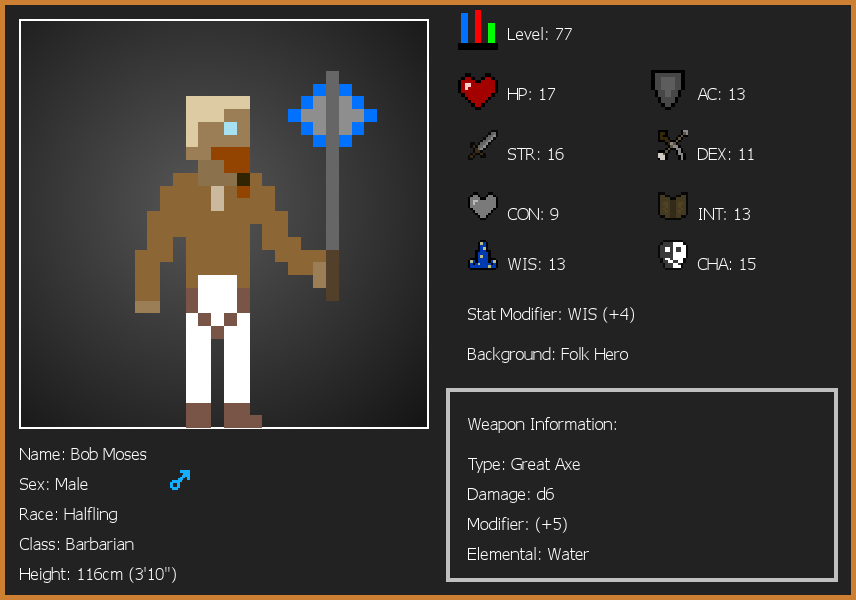 Level: 77
HP: 17
AC: 13
STR: 16
DEX: 11
CON: 9
INT: 13
WIS: 13
CHA: 15
Stat Modifier: WIS (+4)
Background: Folk Hero
Weapon Information:
Type: Great Axe
Damage: d6
Modifier: (+5)
Elemental: Water
Name: Bob Moses
Sex: Male
Race: Halfling
Class: Barbarian
Height: 116cm (3'10")